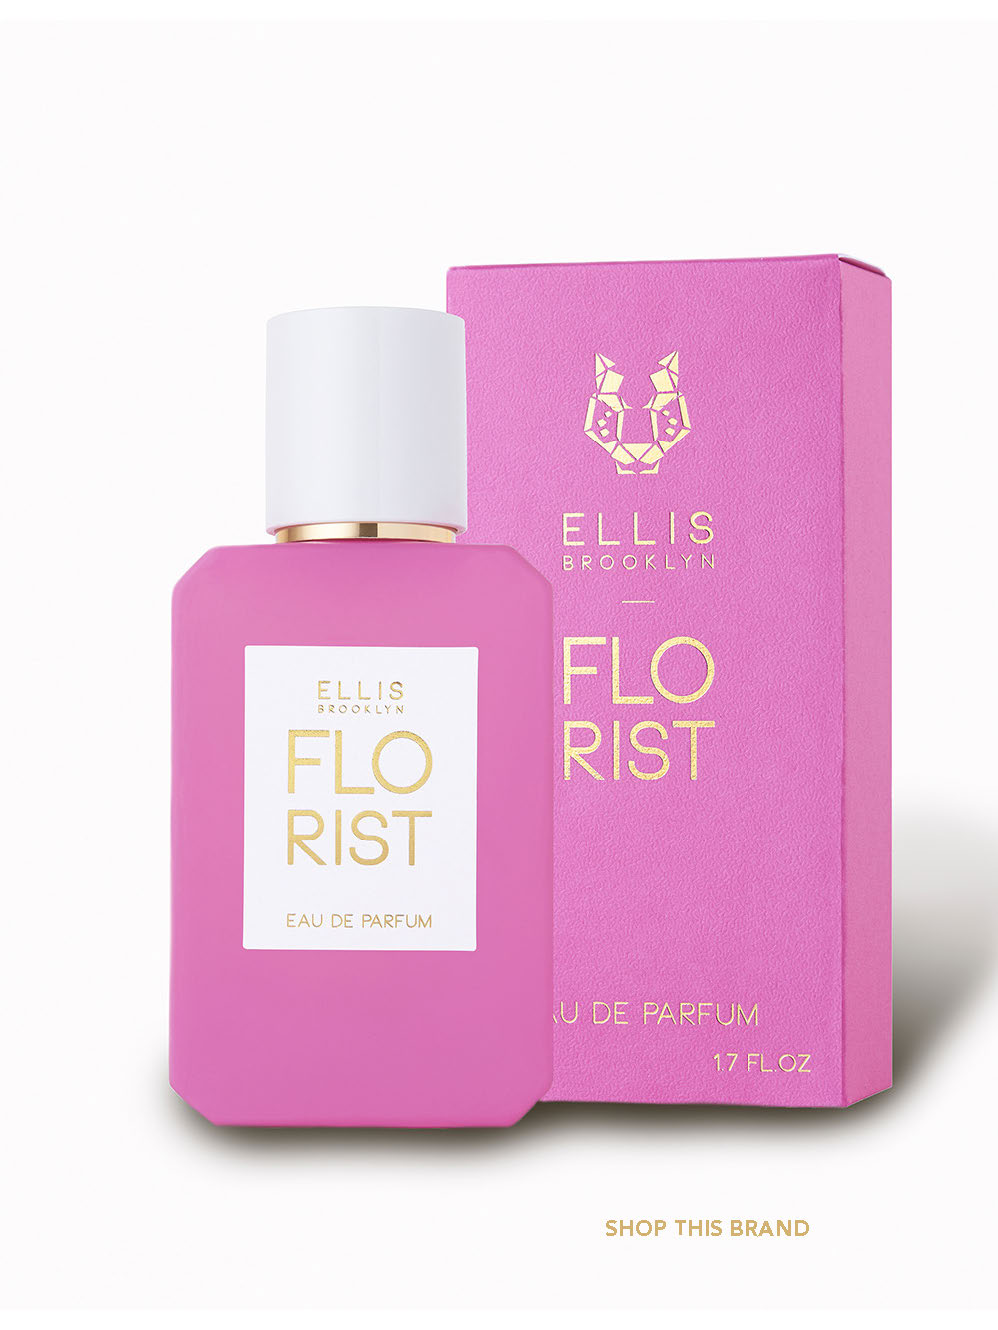 ELLIS
BROOKLYN
FLO
RIST
EAU DE PARFUM
ELLIS
BROOKLYN
FLO
RIST
AU DE PARFUM
1.7 FL.OZ
SHOP THIS BRAND